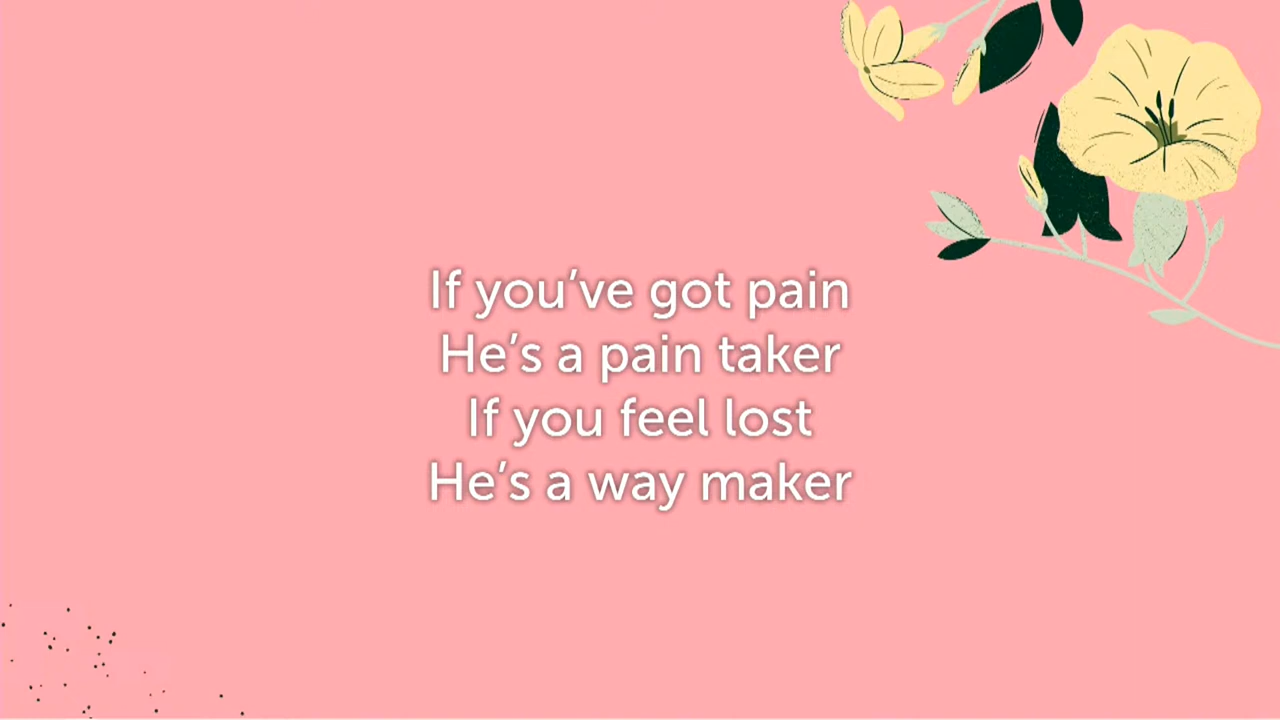 If you’ve got pain
He’s a pain taker
If you feel lost
He’s a way maker